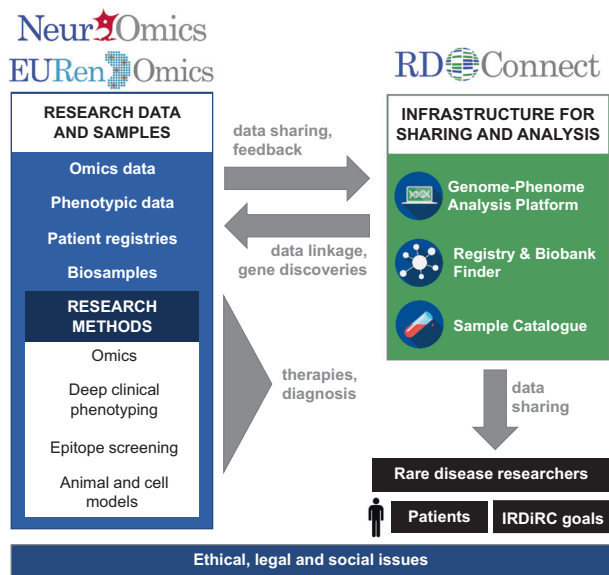 NeurOmics
EURenOmics
RD Connect
RESEARCH DATA
AND SAMPLES
Omics data
Phenotypic data
Patient registries
Biosamples
RESEARCH
METHODS
Omics
Deep clinical
phenotyping
Epitope screening
Animal and cell
models
data sharing,
feedback
data linkage,
gene discoveries
therapies,
diagnosis
INFRASTRUCTURE FOR
SHARING AND ANALYSIS
Genome-Phenome
Analysis Platform
Registry & Biobank
Finder
Sample Catalogue
data
sharing
Rare disease researchers
Patients
IRDiRC goals
Ethical, legal and social issues